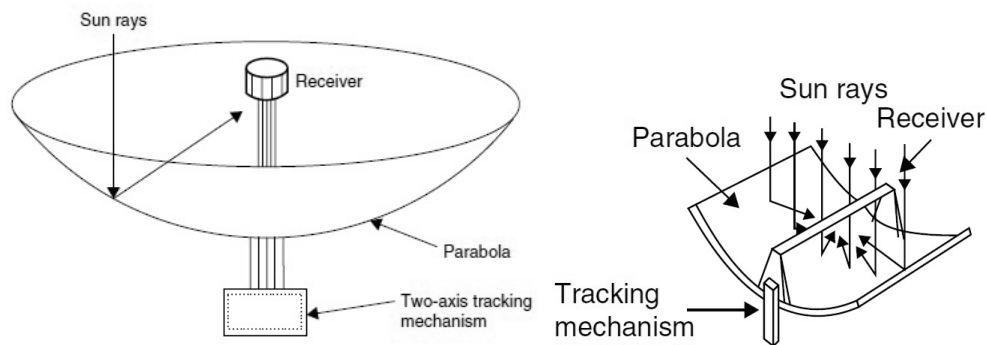 Sun rays
Receiver
Parabola
Two-axis tracking
mechanism
Sun rays
Receiver
Parabola
Tracking
mechanism